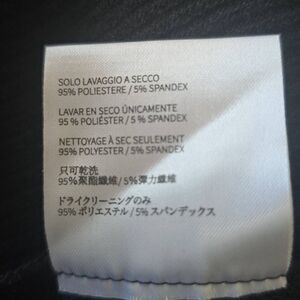 SOLO LAVAGGIO A SECCO
95% POLIESTERE / 5% SPANDEX
LAVAR EN SECO ÚNICAMENTE
95 % POLIÉSTER / 5 % SPANDEX
NETTOYAGE À SEC SEULEMENT
95% POLYESTER / 5% SPANDEX
只可乾洗
95%聚酯纖維/5%彈力纖維
ドライクリーニングのみ
95% ポリエステル / 5% スパンデックス